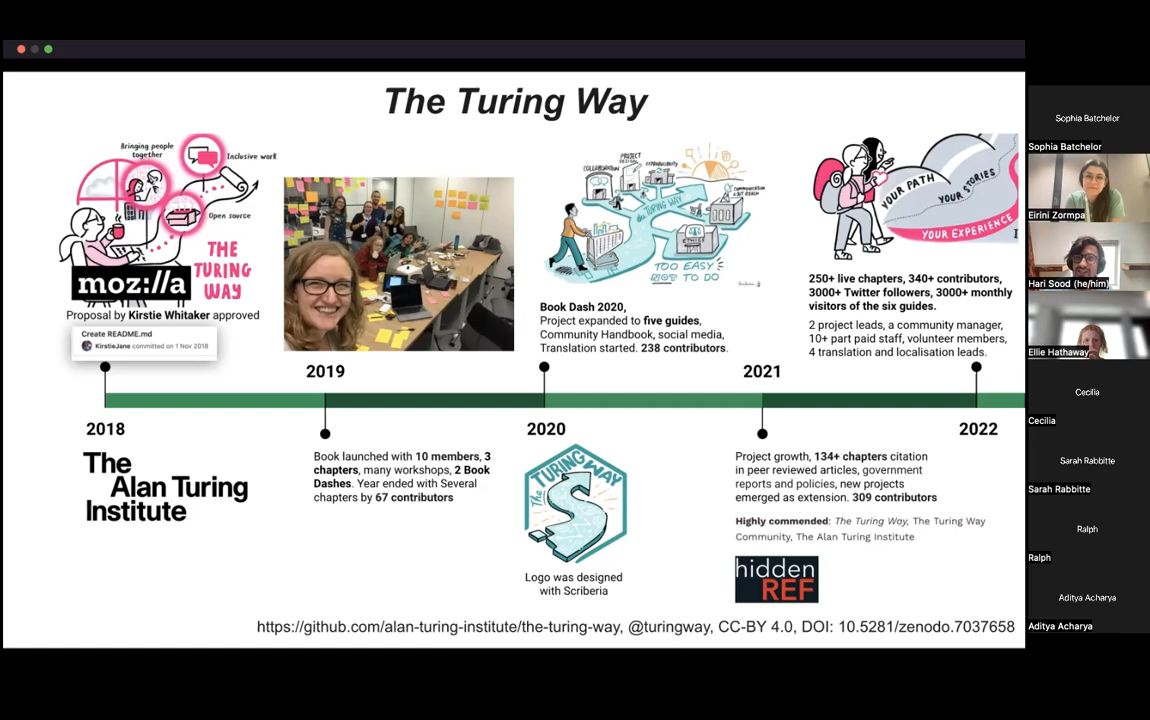 The Turing Way
Bringing people
together
Inclusive work
Open source
THE
TURING
WAY
moz://a
Proposal by Kirstie Whitaker approved
Create README.md
KirstieJane committed on 1 Nov 2018
COLLABORATION
PROJECT
DESIGN
REPRODUCIBILITY
COMMUNICATION
the TURING WAY
ETHICS
TOO EASY
NOT TO DO
Book Dash 2020,
Project expanded to five guides,
Community Handbook, social media,
Translation started. 238 contributors.
YOUR PATH
YOUR STORIES
YOUR EXPERIENCE
250+ live chapters, 340+ contributors,
3000+ Twitter followers, 3000+ monthly
visitors of the six guides.
2 project leads, a community manager,
10+ part paid staff, volunteer members,
4 translation and localisation leads.
2018
2019
2020
2021
2022
The
Alan Turing
Institute
Book launched with 10 members, 3
chapters, many workshops, 2 Book
Dashes. Year ended with Several
chapters by 67 contributors
The TURING WAY
Logo was designed
with Scriberia
Project growth, 134+ chapters citation
in peer reviewed articles, government
reports and policies, new projects
emerged as extension. 309 contributors
Highly commended: The Turing Way, The Turing Way
Community, The Alan Turing Institute
hidden
REF
https://github.com/alan-turing-institute/the-turing-way, @turingway, CC-BY 4.0, DOI: 10.5281/zenodo.7037658
Sophia Batchelor
Sophia Batchelor
Eirini Zormpa
Hari Sood (he/him)
Ellie Hathaway
Cecilia
Cecilia
Sarah Rabbitte
Sarah Rabbitte
Ralph
Ralph
Aditya Acharya
Aditya Acharya